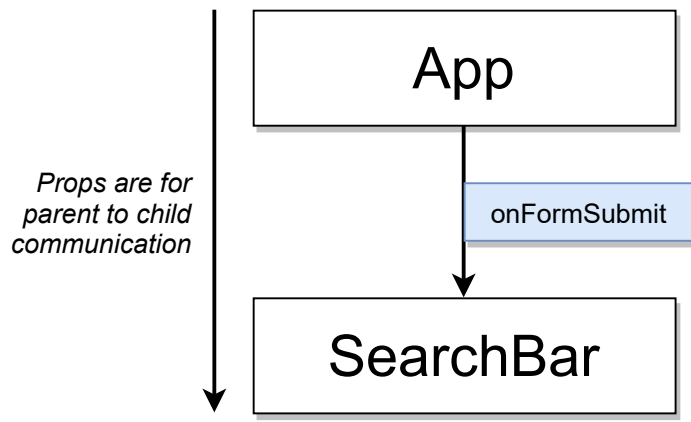 App
Props are for
parent to child
communication
onFormSubmit
SearchBar